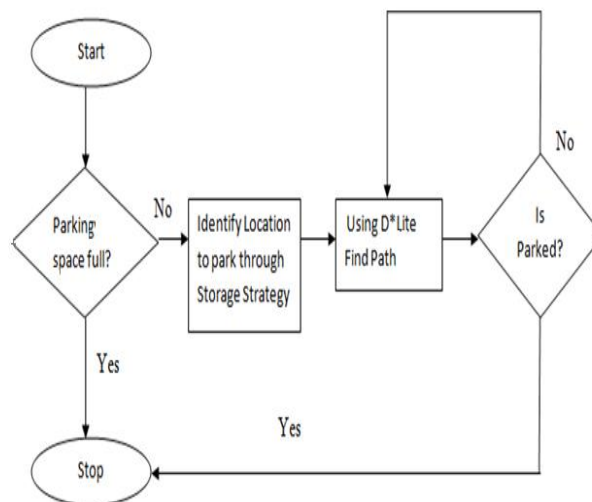 Start
Parking
space full?
No
Identify Location
to park through
Storage Strategy
Using D*Lite
Find Path
Is
Parked?
No
Yes
Yes
Stop